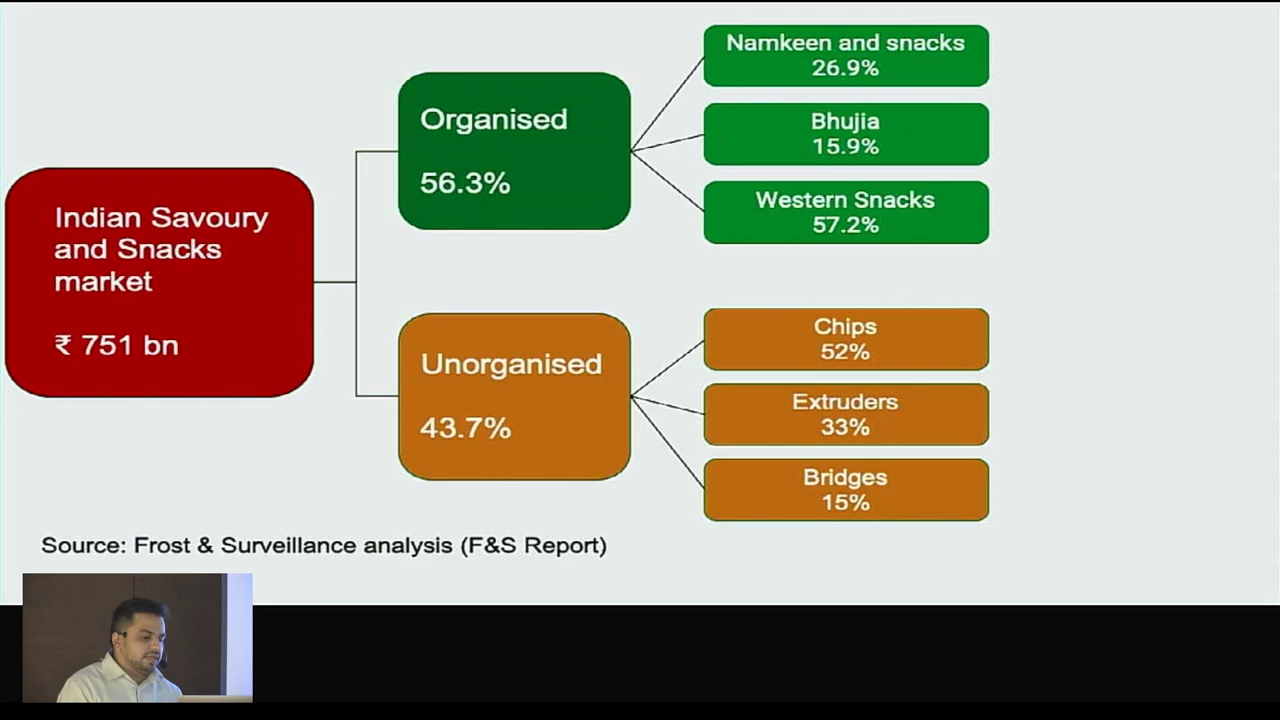 Indian Savoury
and Snacks
market
₹ 751 bn
Organised
56.3%
Namkeen and snacks
26.9%
Bhujia
15.9%
Western Snacks
57.2%
Unorganised
43.7%
Chips
52%
Extruders
33%
Bridges
15%
Source: Frost & Surveillance analysis (F&S Report)